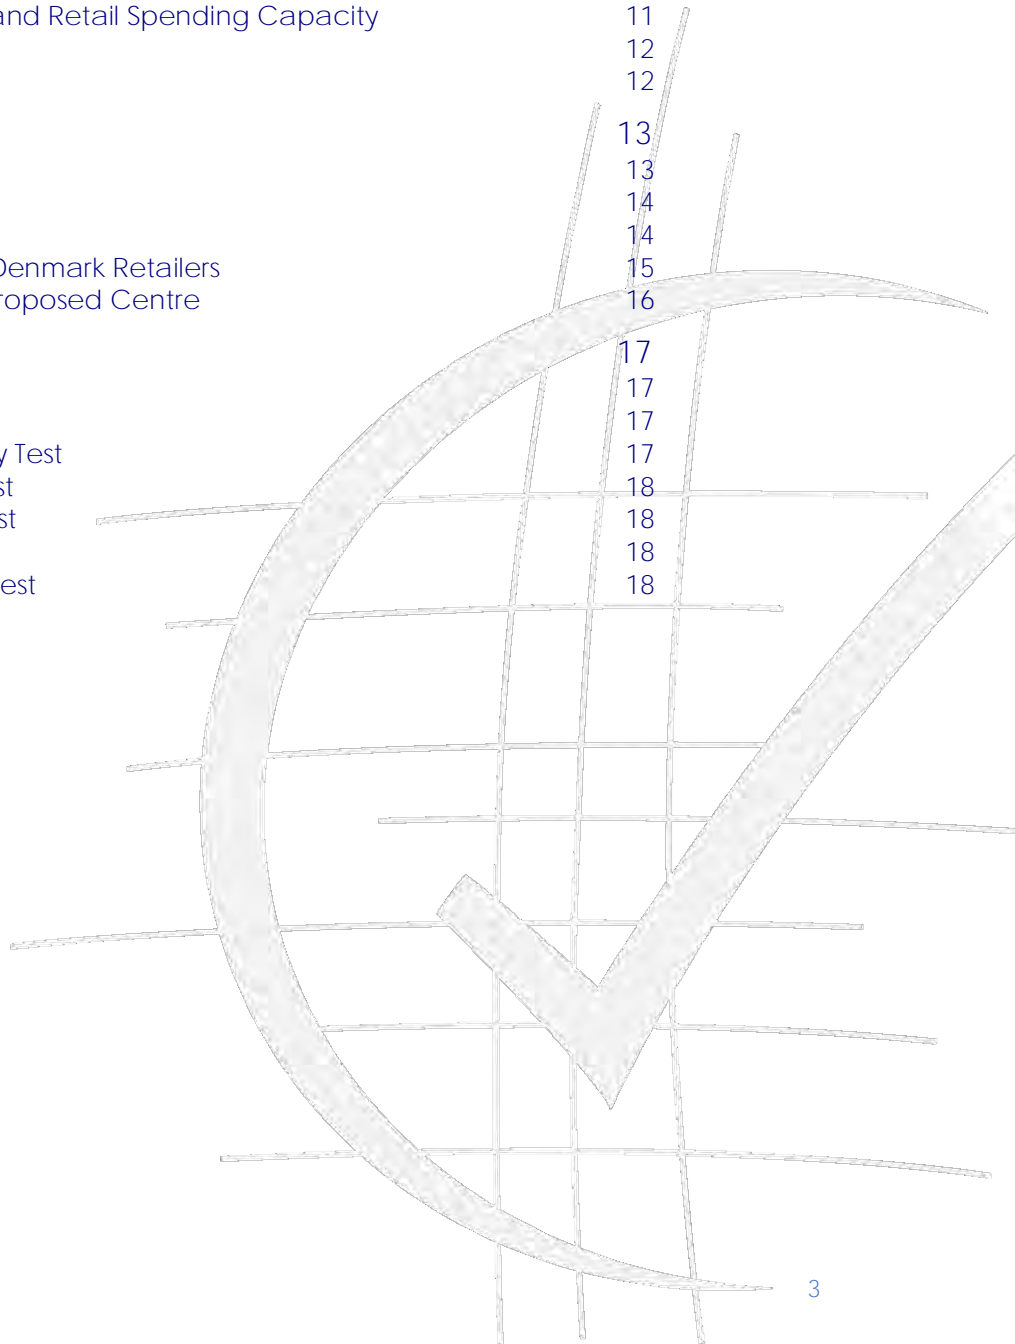 and Retail Spending Capacity 11
12
12
13
13
14
14
Denmark Retailers 15
roposed Centre 16
17
17
17
y Test 17
st 18
st 18
18
est 18
3